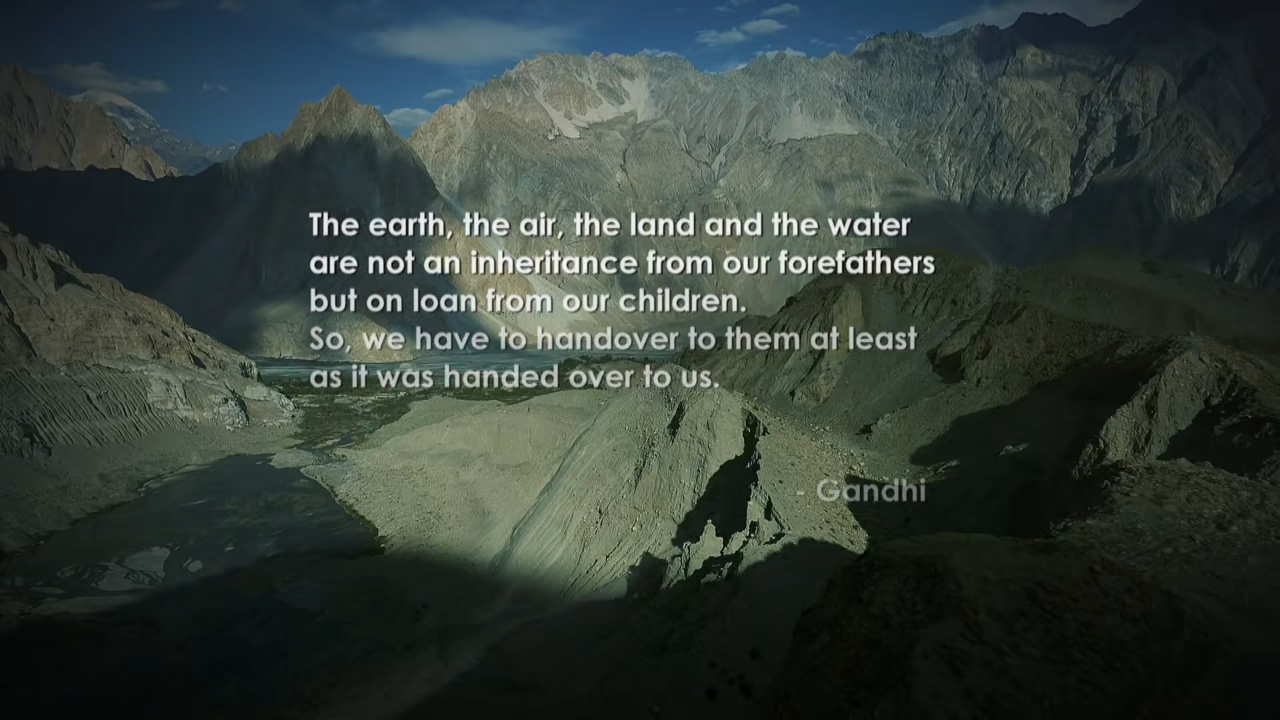 The earth, the air, the land and the water
are not an inheritance from our forefathers
but on loan from our children.
So, we have to handover to them at least
as it was handed over to us.
- Gandhi